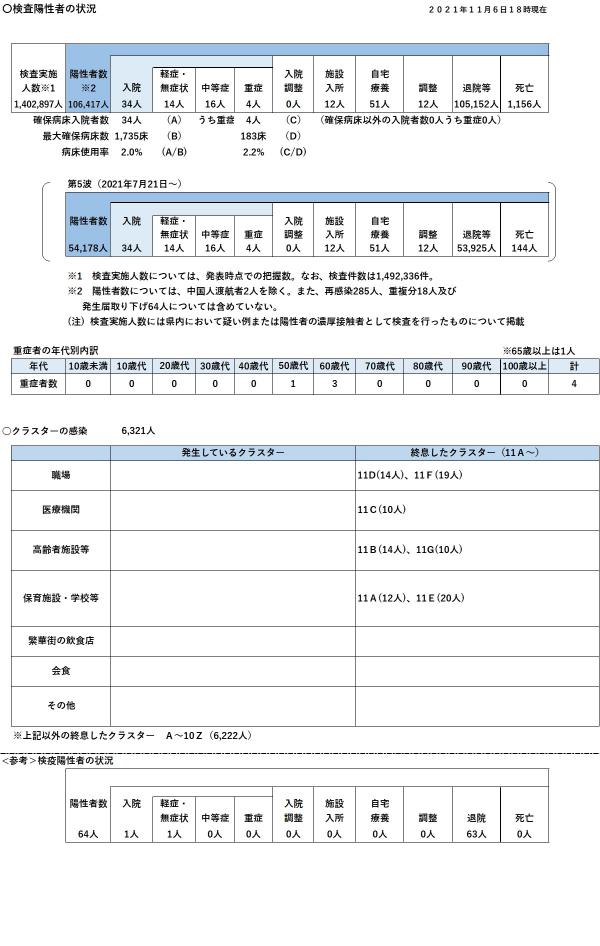 〇検査陽性者の状況　２０２１年１１月６日１８時現在
検査実施人数※1　陽性者数※2　入院　軽症・無症状　中等症　重症　入院調整　施設入所　自宅療養　調整　退院等　死亡
1,402,897人　106,417人　34人　14人　16人　4人　0人　12人　51人　12人　105,152人　1,156人
確保病床入院者数　34人　（A）　うち重症　4人　（C）　（確保病床以外の入院者数0人うち重症0人）
最大確保病床数　1,735床　（B）　183床　（D）
病床使用率　2.0%　（A/B）　2.2%　（C/D）
第5波（2021年7月21日～）
陽性者数　入院　軽症・無症状　中等症　重症　入院調整　施設入所　自宅療養　調整　退院等　死亡
54,178人　34人　14人　16人　4人　0人　12人　51人　12人　53,925人　144人
※1　検査実施人数については、発表時点での把握数。なお、検査件数は1,492,336件。
※2　陽性者数については、中国人渡航者2人を除く。また、再感染285人、重複分18人及び
発生届取り下げ64人については含めていない。
（注）検査実施人数には県内において疑い例または陽性者の濃厚接触者として検査を行ったものについて掲載
重症者の年代別内訳　※65歳以上は1人
年代　10歳未満　10歳代　20歳代　30歳代　40歳代　50歳代　60歳代　70歳代　80歳代　90歳代　100歳以上　計
重症者数　0　0　0　0　0　1　3　0　0　0　0　4
○クラスターの感染　6,321人
発生しているクラスター　終息したクラスター（11Ａ～）
職場　11D(14人)、11Ｆ(19人)
医療機関　11Ｃ(10人)
高齢者施設等　11Ｂ(14人)、11G(10人)
保育施設・学校等　11Ａ(12人)、11Ｅ(20人)
繁華街の飲食店
会食
その他
※上記以外の終息したクラスター　Ａ～10Ｚ（6,222人）
<参考>検疫陽性者の状況
陽性者数　入院　軽症・無症状　中等症　重症　入院調整　施設入所　自宅療養　調整　退院　死亡
64人　1人　1人　0人　0人　0人　0人　0人　0人　63人　0人